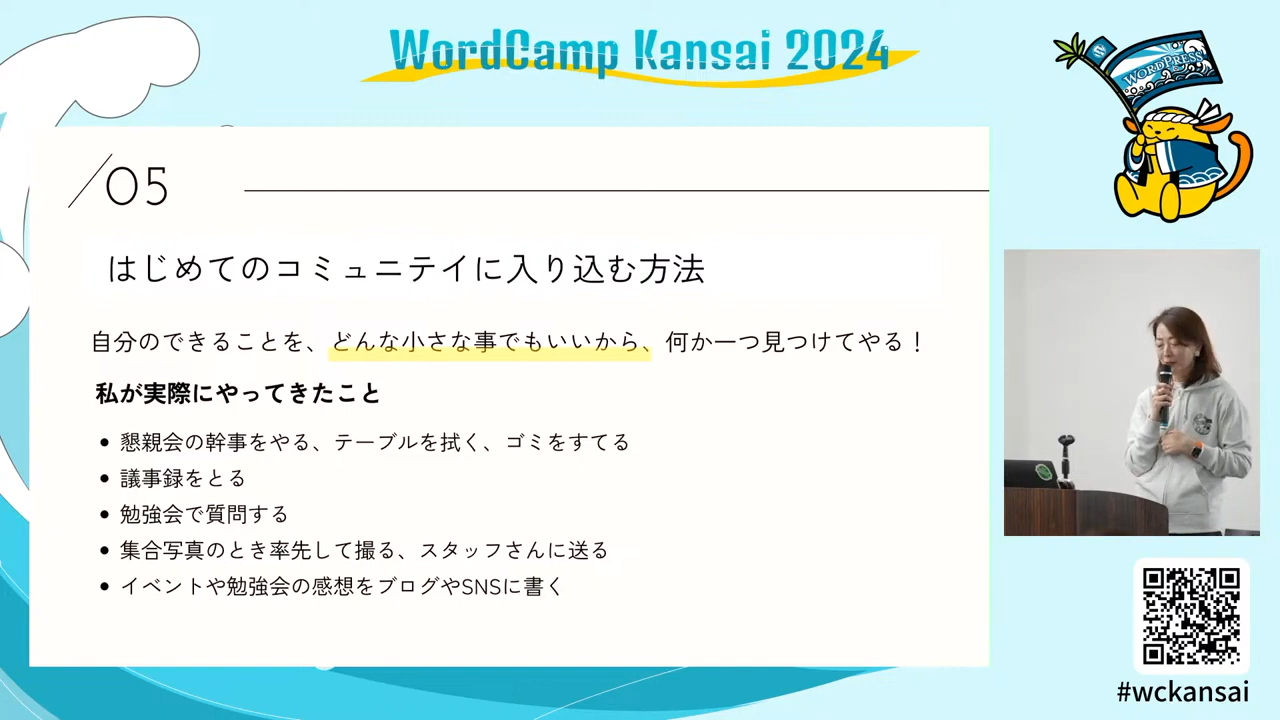 WordCamp Kansai 2024
W
WORDPRESS
05
はじめてのコミュニテイに入り込む方法
自分のできることを、どんな小さな事でもいいから、何か一つ見つけてやる！
私が実際にやってきたこと
• 懇親会の幹事をやる、テーブルを拭く、ゴミをすてる
• 議事録をとる
• 勉強会で質問する
• 集合写真のとき率先して撮る、スタッフさんに送る
• イベントや勉強会の感想をブログやSNSに書く
#wckansai